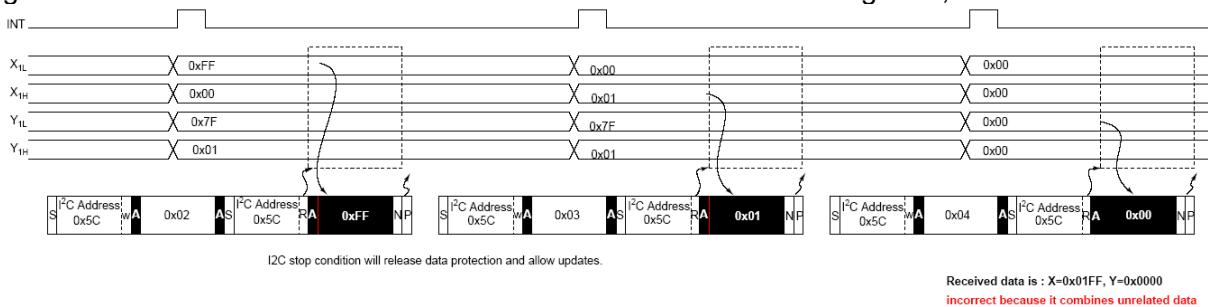 INT
X1L 0xFF 0x00 0x00
X1H 0x00 0x01 0x00
Y1L 0x7F 0x7F 0x00
Y1H 0x01 0x01 0x00
S I²C Address 0x5C W A 0x02 A S I²C Address 0x5C R A 0xFF N P
S I²C Address 0x5C W A 0x03 A S I²C Address 0x5C R A 0x01 N P
S I²C Address 0x5C W A 0x04 A S I²C Address 0x5C R A 0x00 N P
I2C stop condition will release data protection and allow updates.
Received data is : X=0x01FF, Y=0x0000
incorrect because it combines unrelated data